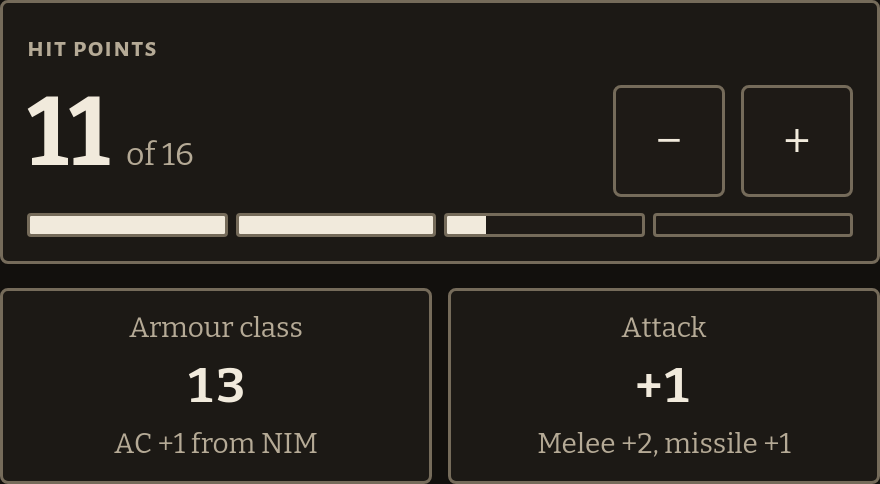 HIT POINTS
11 of 16
− +
Armour class
13
AC +1 from NIM
Attack
+1
Melee +2, missile +1